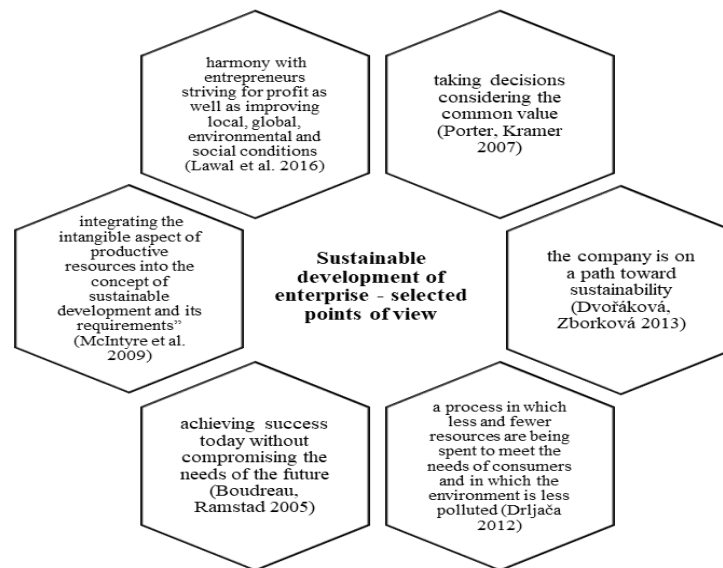 harmony with
entrepreneurs
striving for profit as
well as improving
local, global,
environmental and
social conditions
(Lawal et al. 2016)
taking decisions
considering the
common value
(Porter, Kramer
2007)
integrating the
intangible aspect of
productive
resources into the
concept of
sustainable
development and its
requirements”
(McIntyre et al.
2009)
Sustainable
development of
enterprise - selected
points of view
the company is on
a path toward
sustainability
(Dvořáková,
Zborková 2013)
achieving success
today without
compromising the
needs of the future
(Boudreau,
Ramstad 2005)
a process in which
less and fewer
resources are being
spent to meet the
needs of consumers
and in which the
environment is less
polluted (Drljača
2012)